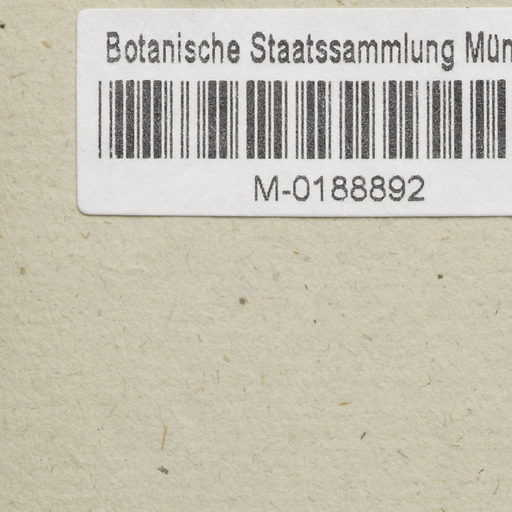 Botanische Staatssammlung Mün
M-0188892